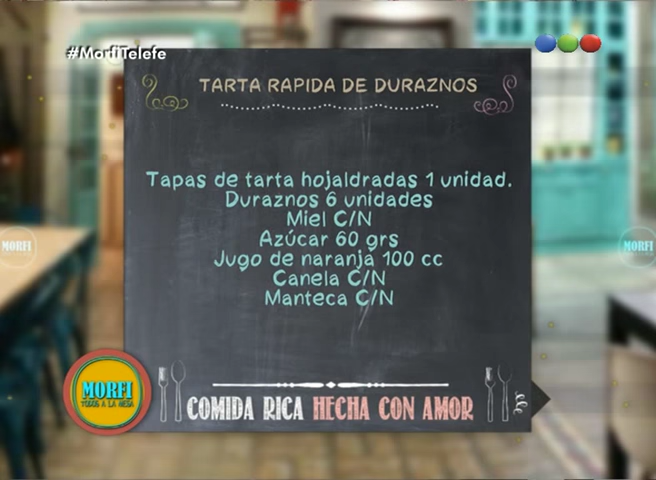 #MorfiTelefe
TARTA RAPIDA DE DURAZNOS
Tapas de tarta hojaldradas 1 unidad.
Duraznos 6 unidades
Miel C/N
Azúcar 60 grs
Jugo de naranja 100 cc
Canela C/N
Manteca C/N
MORFI
MORFI
MORFI
TODOS A LA MESA
COMIDA RICA HECHA CON AMOR